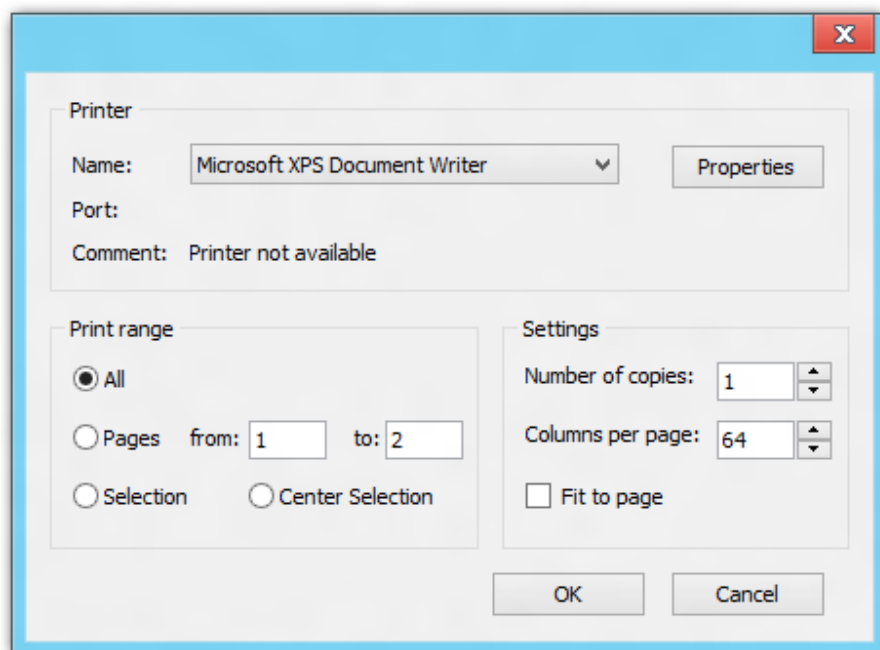 X
Printer
Name: Microsoft XPS Document Writer Properties
Port:
Comment: Printer not available
Print range
All
Pages from: 1 to: 2
Selection Center Selection
Settings
Number of copies: 1
Columns per page: 64
Fit to page
OK Cancel